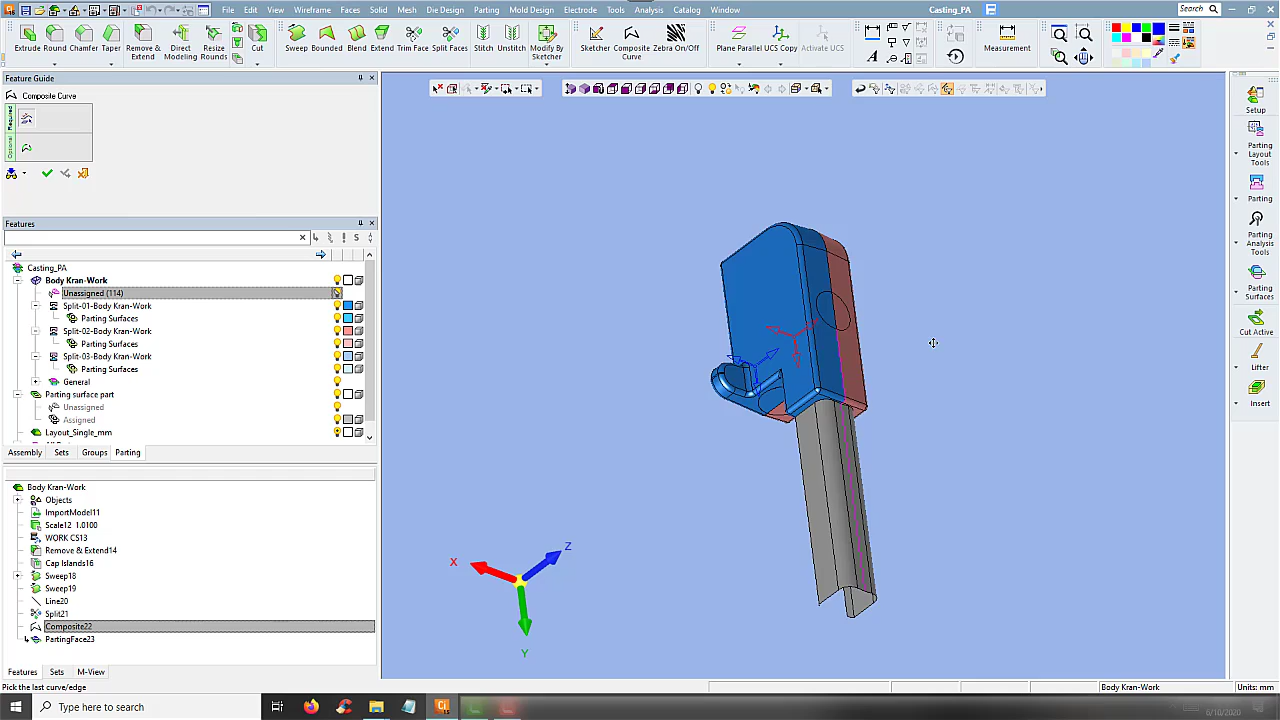 File Edit View Wireframe Curves Faces Solid Mesh Die Design Parting Mold Design Electrode Tools Analysis Catalog Window
Casting_PA
Search
Extrude Round Chamfer Taper
Remove & Extend
Direct Modeling
Resize Rounds
Cut
Sweep Bounded Blend Extend
Stitch Unstitch
Modify By Sketcher
Sketcher
Composite Curve
Zebra On/Off
Plane Parallel UCS Copy
Activate UCS
Measurement
Feature Guide
Composite Curve
Required
Optional
Features
Casting_PA
Body Kran-Work
Unassigned (114)
Split-01-Body Kran-Work
Parting Surfaces
Split-02-Body Kran-Work
Parting Surfaces
Split-03-Body Kran-Work
Parting Surfaces
General
Parting surface part
Unassigned
Assigned
Layout_Single_mm
Assembly Sets Groups Parting
Body Kran-Work
Objects
ImportModel11
Scale12 1.0100
WORK CS13
Remove & Extend14
Cap Islands16
Sweep18
Sweep19
Line20
Split21
Composite22
PartingFace23
Features Sets M-View
X
Z
Y
Setup
Parting Layout Tools
Parting
Parting Analysis Tools
Parting Surfaces
Cut Active
Lifter
Insert
Pick the last curve/edge
Body Kran-Work
Units: mm
Type here to search
6/10/2020